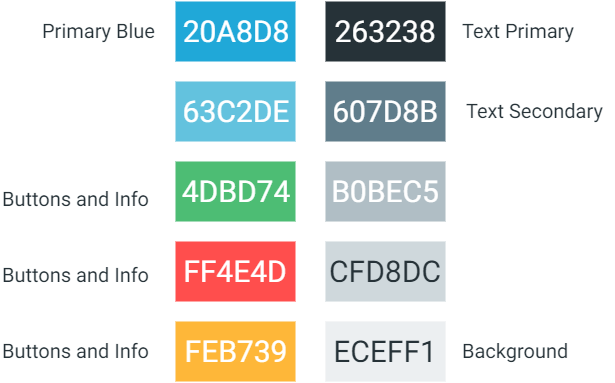 Primary Blue 20A8D8 263238 Text Primary
63C2DE 607D8B Text Secondary
Buttons and Info 4DBD74 B0BEC5
Buttons and Info FF4E4D CFD8DC
Buttons and Info FEB739 ECEFF1 Background